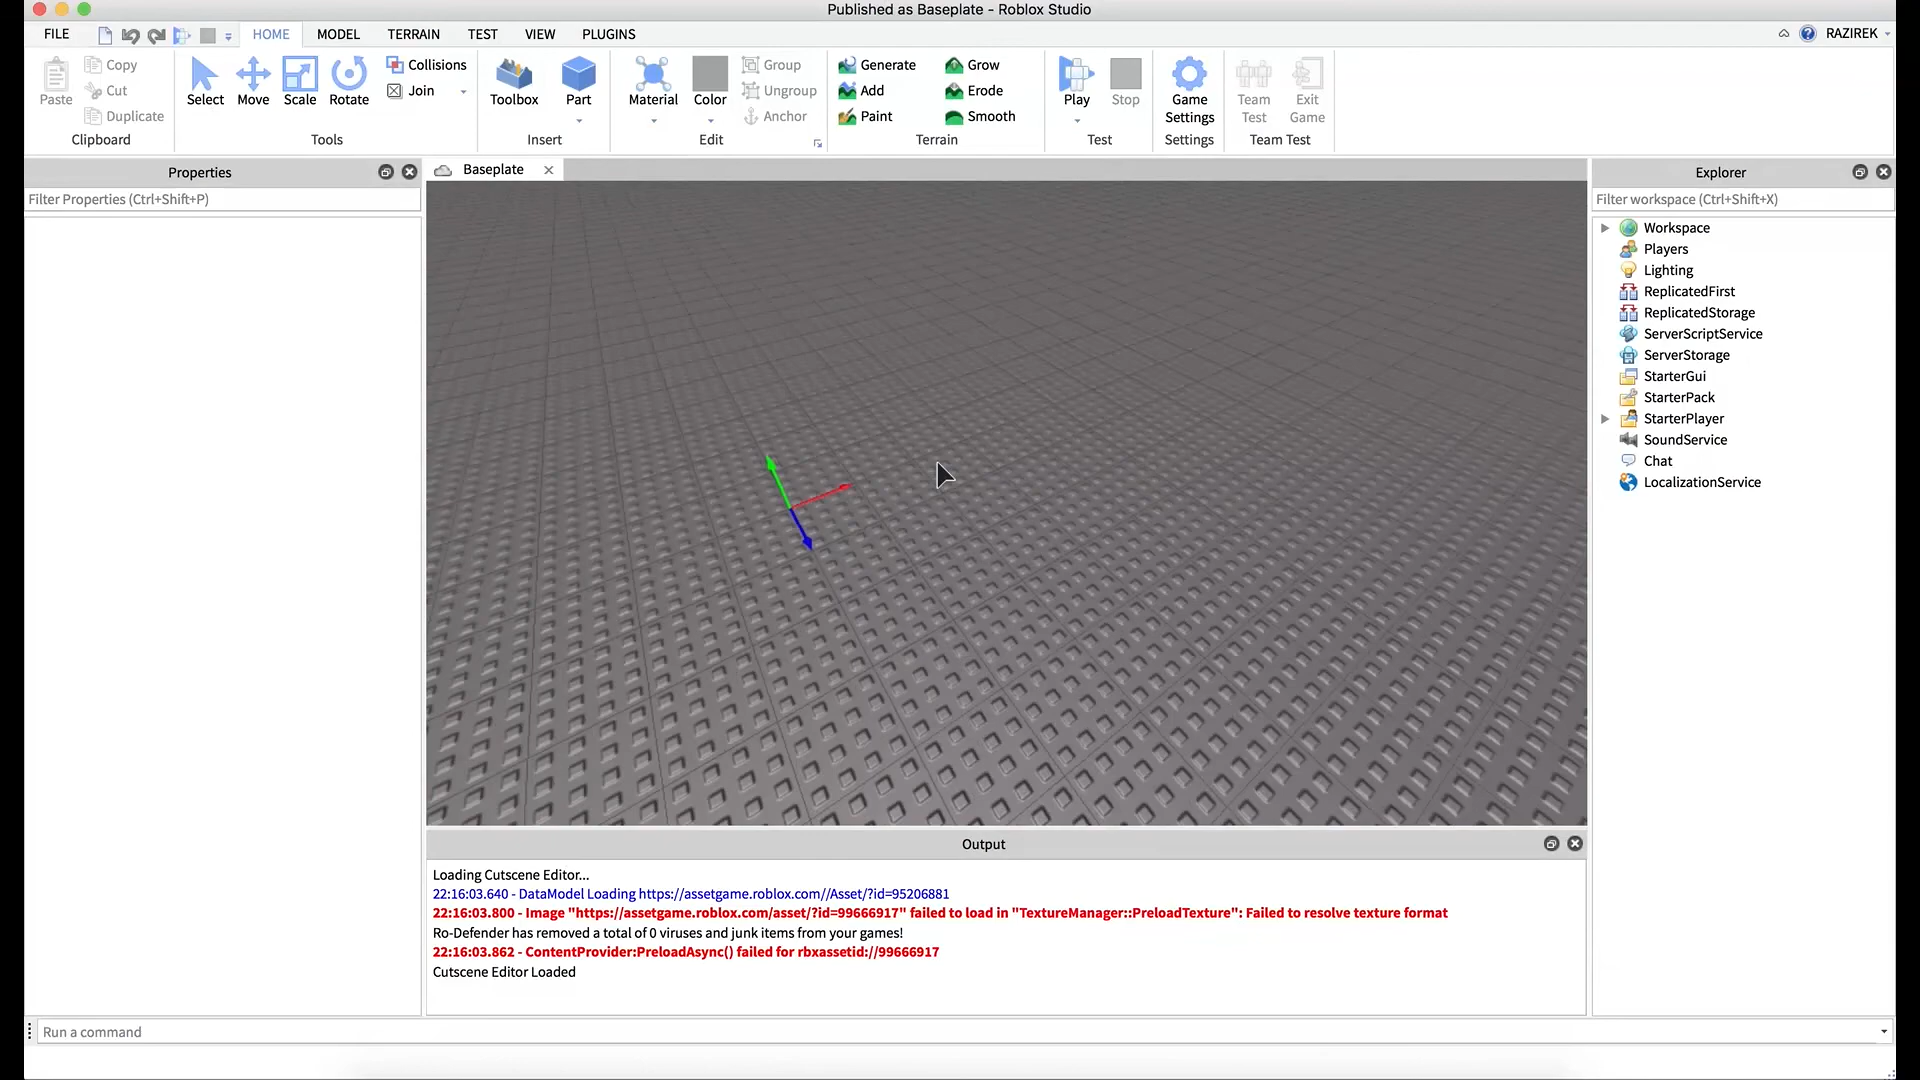 Published as Baseplate - Roblox Studio
FILE HOME MODEL TERRAIN TEST VIEW PLUGINS RAZIREK
Paste
Copy
Cut
Duplicate
Clipboard
Select
Move
Scale
Rotate
Collisions
Join
Tools
Toolbox
Part
Insert
Material
Color
Group
Ungroup
Anchor
Edit
Generate
Add
Paint
Grow
Erode
Smooth
Terrain
Play
Stop
Test
Game
Settings
Settings
Team
Test
Exit
Game
Team Test
Properties
Filter Properties (Ctrl+Shift+P)
Baseplate
Explorer
Filter workspace (Ctrl+Shift+X)
Workspace
Players
Lighting
ReplicatedFirst
ReplicatedStorage
ServerScriptService
ServerStorage
StarterGui
StarterPack
StarterPlayer
SoundService
Chat
LocalizationService
Output
Loading Cutscene Editor...
22:16:03.640 - DataModel Loading https://assetgame.roblox.com//Asset/?id=95206881
22:16:03.800 - Image "https://assetgame.roblox.com/asset/?id=99666917" failed to load in "TextureManager::PreloadTexture": Failed to resolve texture format
Ro-Defender has removed a total of 0 viruses and junk items from your games!
22:16:03.862 - ContentProvider:PreloadAsync() failed for rbxassetid://99666917
Cutscene Editor Loaded
Run a command